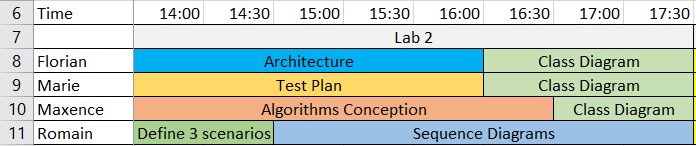 6 Time 14:00 14:30 15:00 15:30 16:00 16:30 17:00 17:30
7 Lab 2
8 Florian Architecture Class Diagram
9 Marie Test Plan Class Diagram
10 Maxence Algorithms Conception Class Diagram
11 Romain Define 3 scenarios Sequence Diagrams